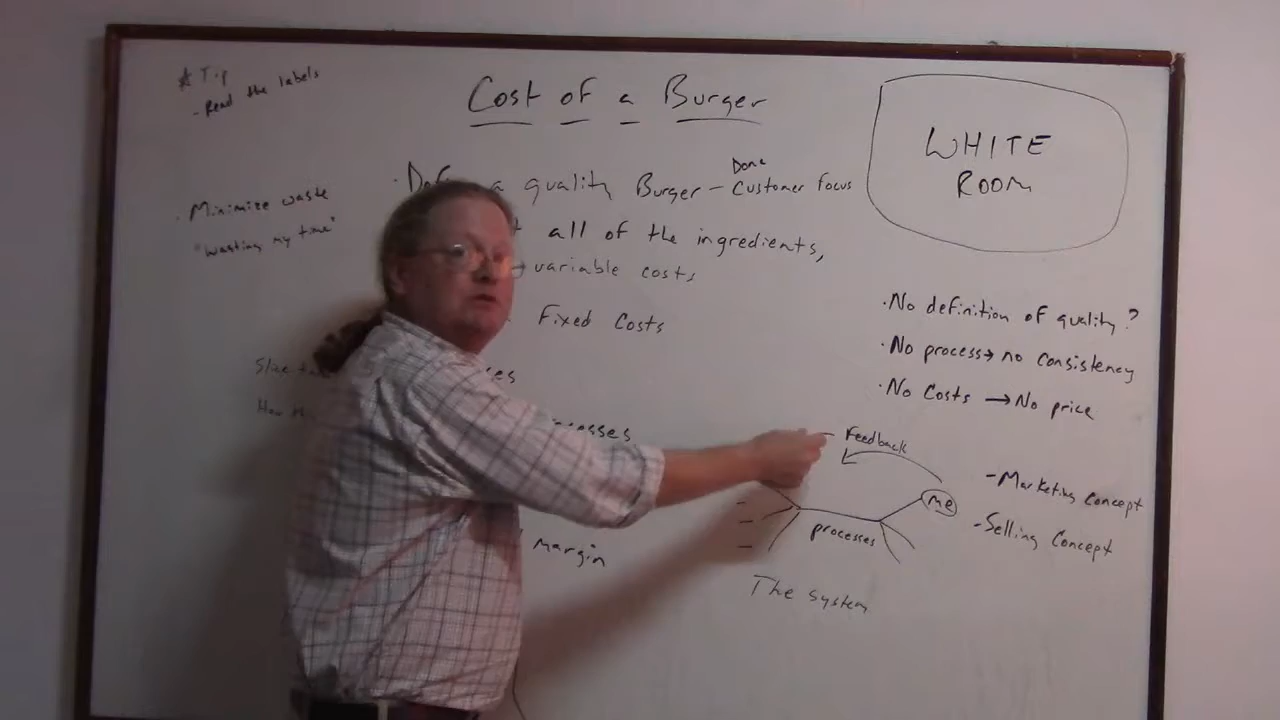 * Tip
- Read the labels
Cost of a Burger
WHITE
ROOM
a quality Burger - Customer focus
Done
· Minimize waste
"Wasting my time"
all of the ingredients,
→ variable costs
Fixed Costs
margin
· No definition of quality?
· No process → no consistency
· No Costs → No price
Feedback
me
processes
The system
- Marketing Concept
- Selling Concept